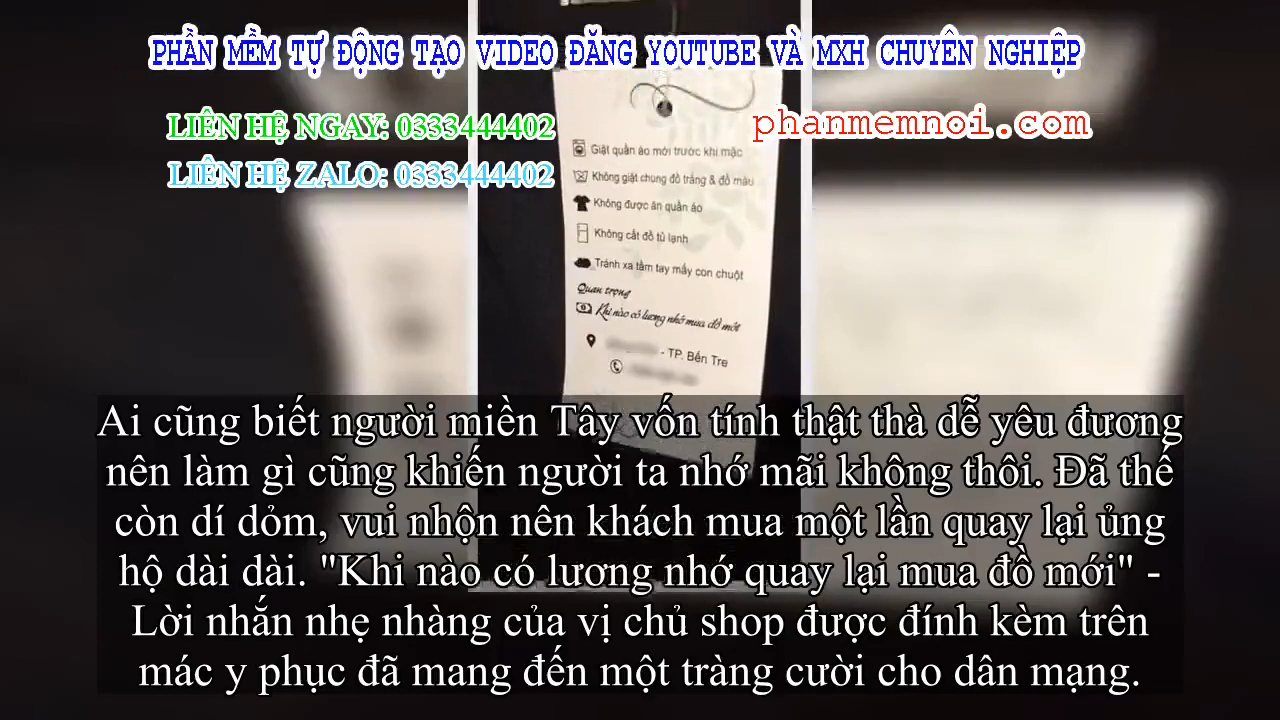 PHẦN MỀM TỰ ĐỘNG TẠO VIDEO ĐĂNG YOUTUBE VÀ MXH CHUYÊN NGHIỆP
LIÊN HỆ NGAY: 0333444402
phanmemnoi.com
LIÊN HỆ ZALO: 0333444402
Giặt quần áo mới trước khi mặc
Không giặt chung đồ trắng & đồ màu
Không được ăn quần áo
Không cất đồ tủ lạnh
Tránh xa tầm tay mấy con chuột
Quan trọng
Khi nào có lương nhớ mua đồ mới
- TP. Bến Tre
Ai cũng biết người miền Tây vốn tính thật thà dễ yêu đương
nên làm gì cũng khiến người ta nhớ mãi không thôi. Đã thế
còn dí dỏm, vui nhộn nên khách mua một lần quay lại ủng
hộ dài dài. "Khi nào có lương nhớ quay lại mua đồ mới" -
Lời nhắn nhẹ nhàng của vị chủ shop được đính kèm trên
mác y phục đã mang đến một tràng cười cho dân mạng.